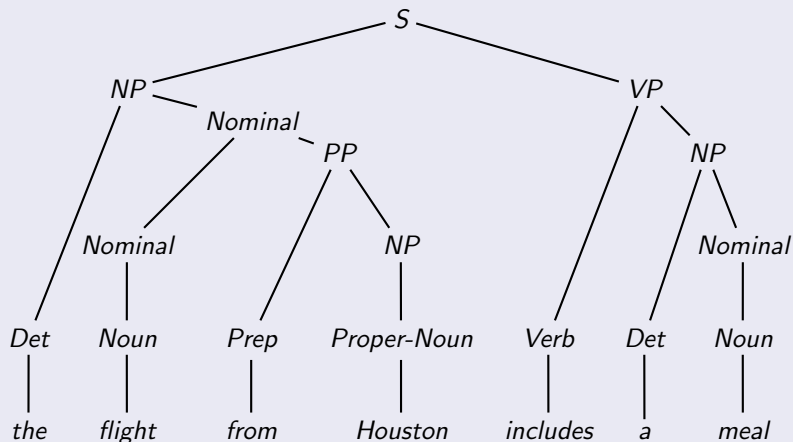 S
NP VP
Nominal
PP NP
Nominal NP Nominal
Det Noun Prep Proper-Noun Verb Det Noun
the flight from Houston includes a meal